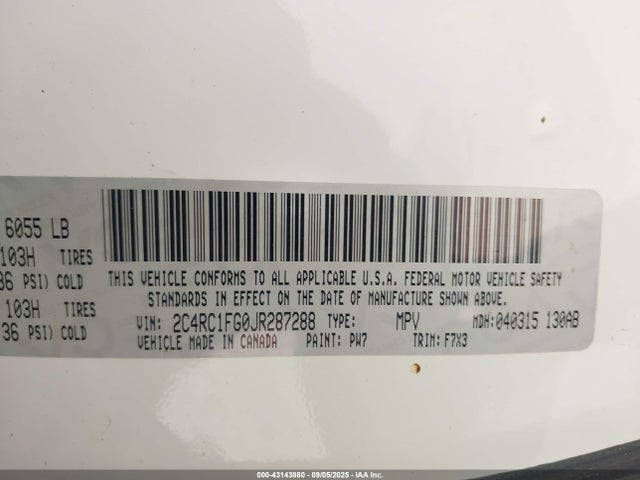 6055 LB
103H TIRES
36 PSI) COLD
103H TIRES
36 PSI) COLD
THIS VEHICLE CONFORMS TO ALL APPLICABLE U.S.A. FEDERAL MOTOR VEHICLE SAFETY
STANDARDS IN EFFECT ON THE DATE OF MANUFACTURE SHOWN ABOVE.
VIN: 2C4RC1FG0JR287288 TYPE: MPV MDH: 040315 130AB
VEHICLE MADE IN CANADA PAINT: PW7 TRIM: F7X3
000-43143880 - 09/05/2025 - IAA Inc.